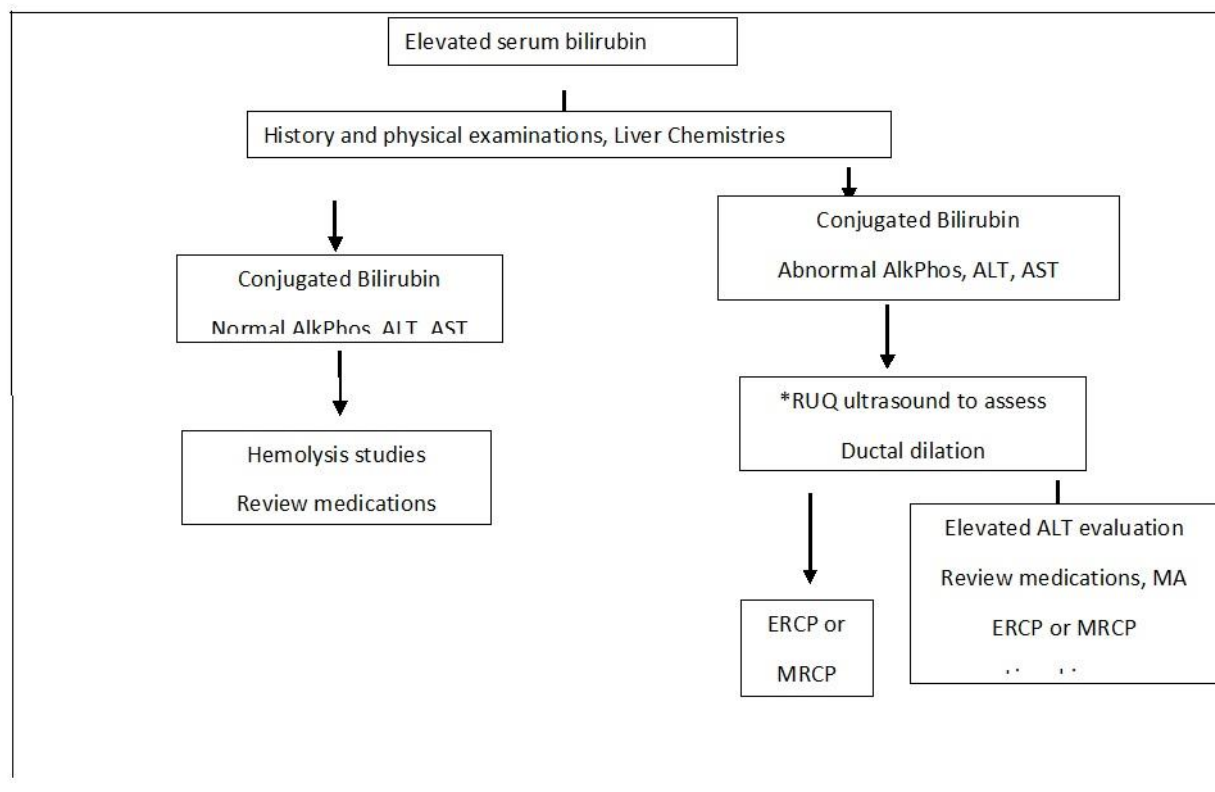 Elevated serum bilirubin
History and physical examinations, Liver Chemistries
Conjugated Bilirubin
Normal AlkPhos, ALT, AST
Hemolysis studies
Review medications
Conjugated Bilirubin
Abnormal AlkPhos, ALT, AST
*RUQ ultrasound to assess
Ductal dilation
ERCP or
MRCP
Elevated ALT evaluation
Review medications, MA
ERCP or MRCP